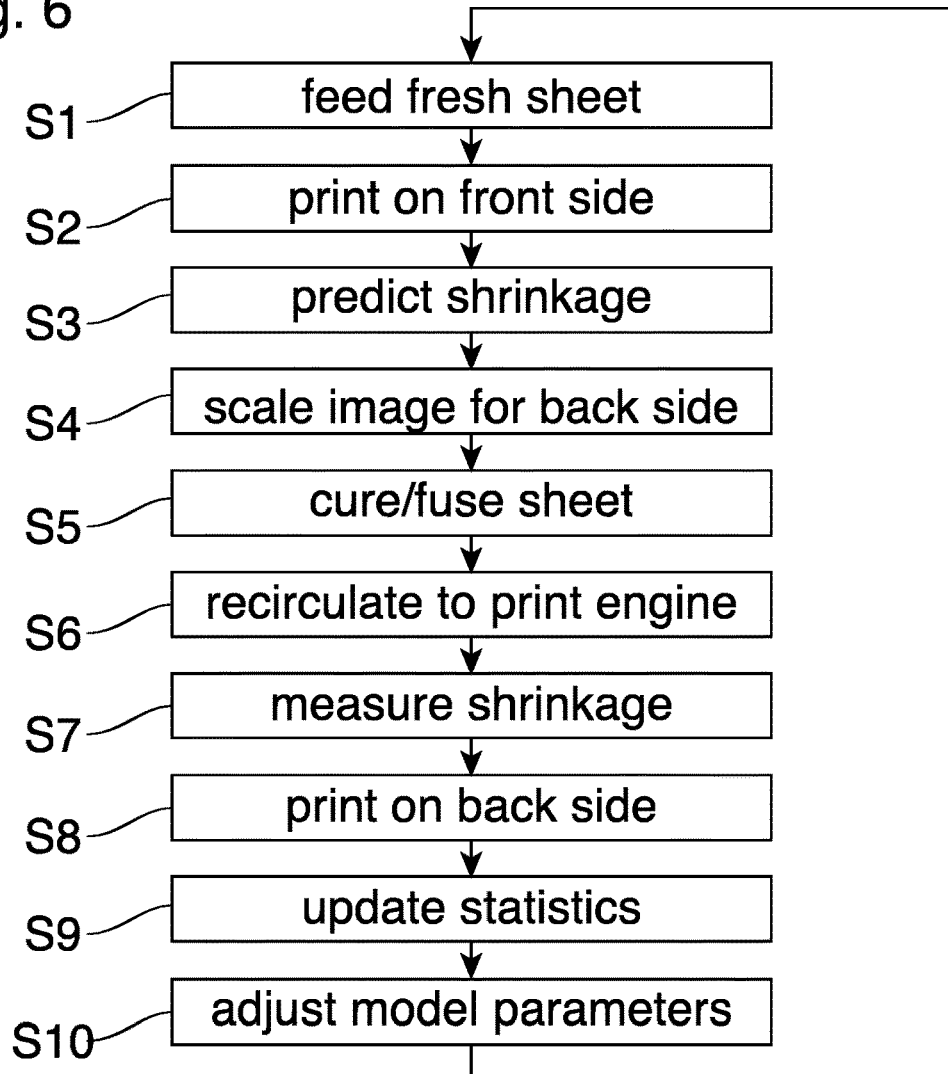 g. 6
feed fresh sheet
S1
print on front side
S2
predict shrinkage
S3
scale image for back side
S4
cure/fuse sheet
S5
recirculate to print engine
S6
measure shrinkage
S7
print on back side
S8
update statistics
S9
adjust model parameters
S10